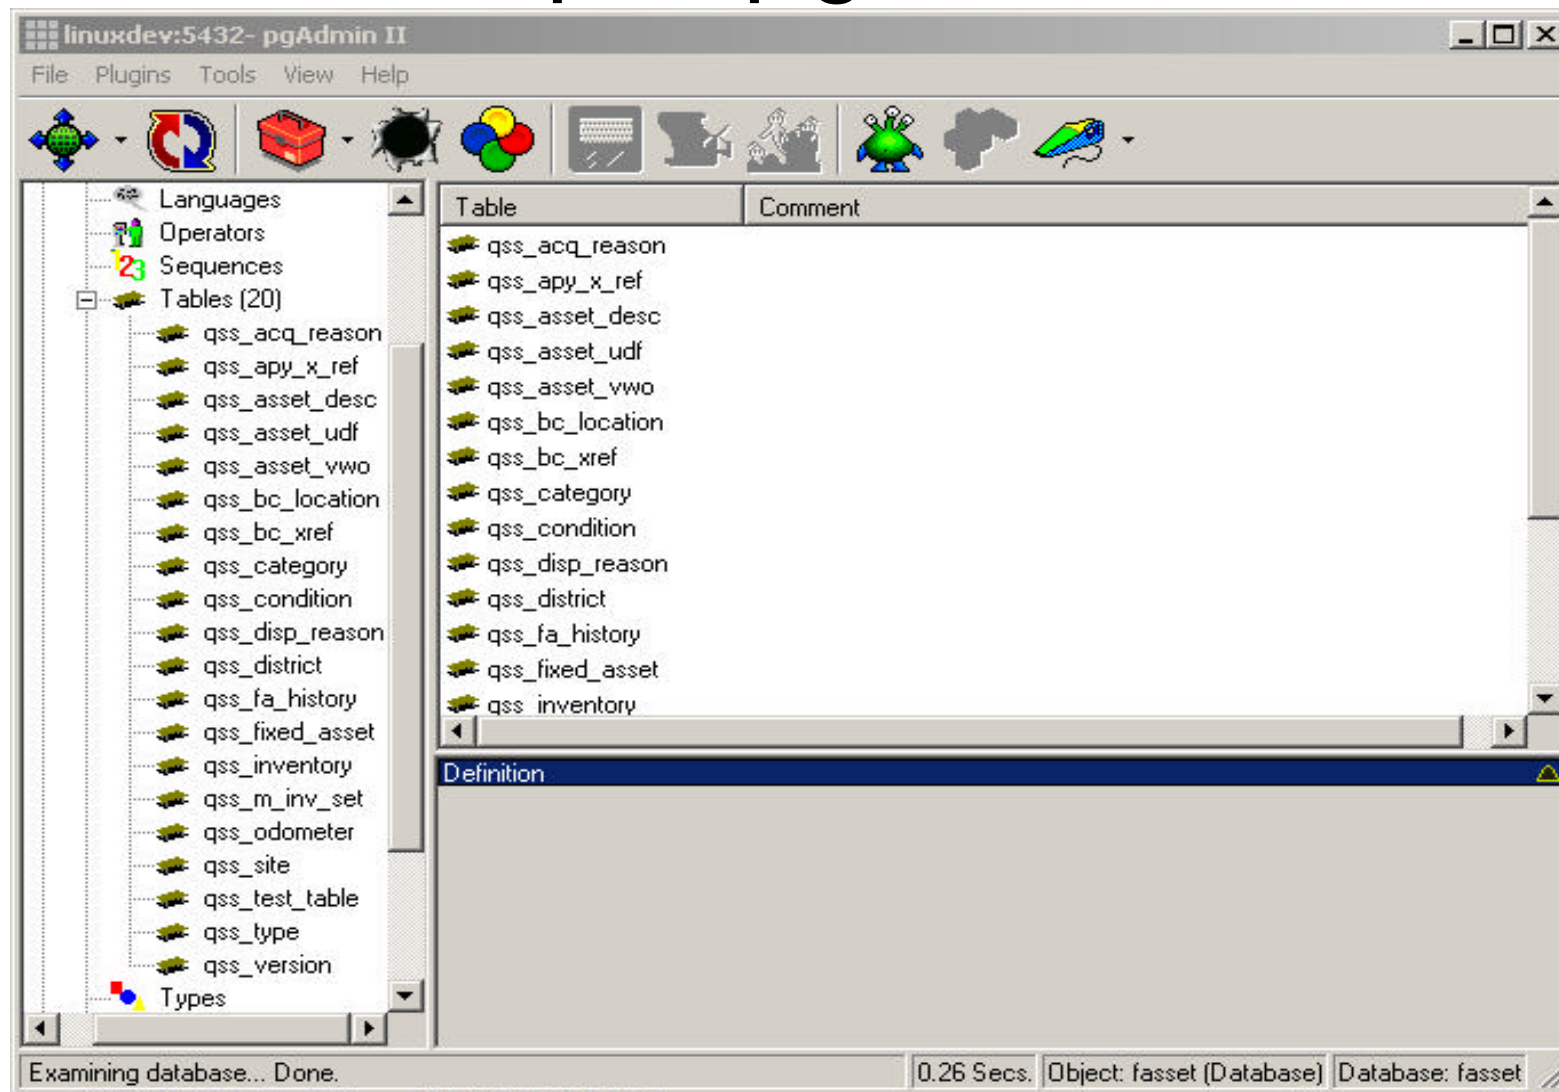 linuxdev:5432- pgAdmin II
File Plugins Tools View Help
Languages
Operators
123 Sequences
Tables (20)
qss_acq_reason
qss_apy_x_ref
qss_asset_desc
qss_asset_udf
qss_asset_vwo
qss_bc_location
qss_bc_xref
qss_category
qss_condition
qss_disp_reason
qss_district
qss_fa_history
qss_fixed_asset
qss_inventory
qss_m_inv_set
qss_odometer
qss_site
qss_test_table
qss_type
qss_version
Types
Table Comment
qss_acq_reason
qss_apy_x_ref
qss_asset_desc
qss_asset_udf
qss_asset_vwo
qss_bc_location
qss_bc_xref
qss_category
qss_condition
qss_disp_reason
qss_district
qss_fa_history
qss_fixed_asset
qss_inventory
Definition
Examining database... Done. 0.26 Secs. Object: fasset (Database) Database: fasset